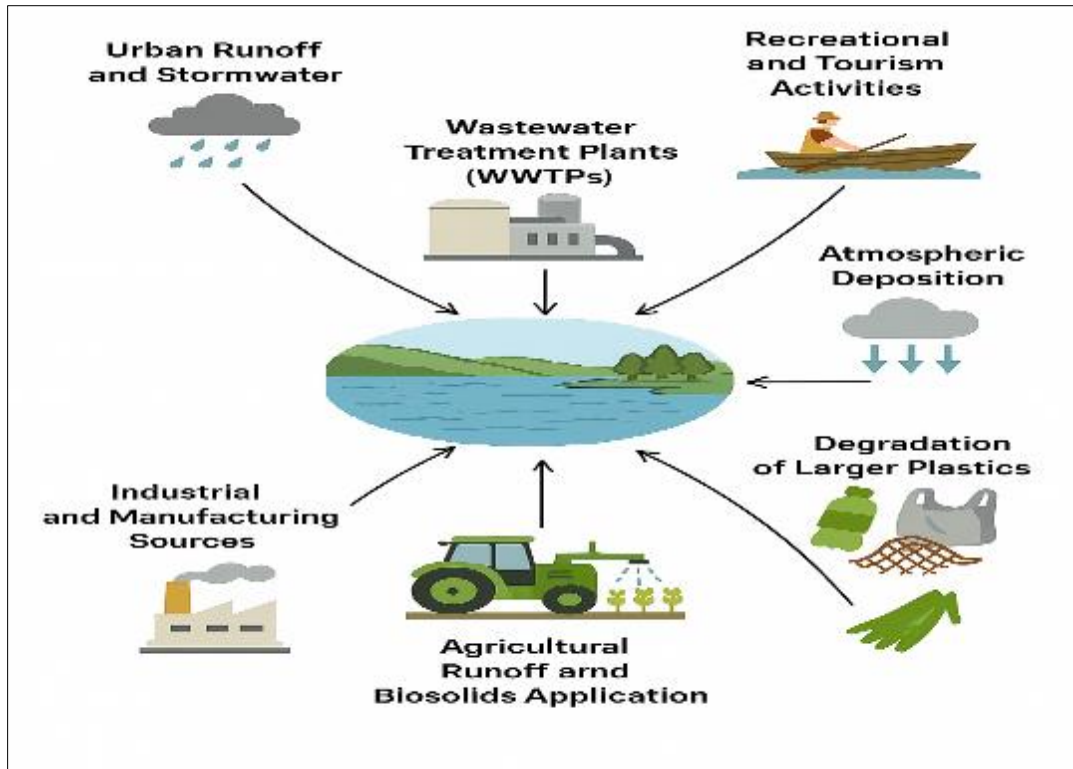 Urban Runoff
and Stormwater
Recreational
and Tourism
Activities
Wastewater
Treatment Plants
(WWTPs)
Atmospheric
Deposition
Degradation
of Larger Plastics
Industrial
and Manufacturing
Sources
Agricultural
Runoff arnd
Biosolids Application